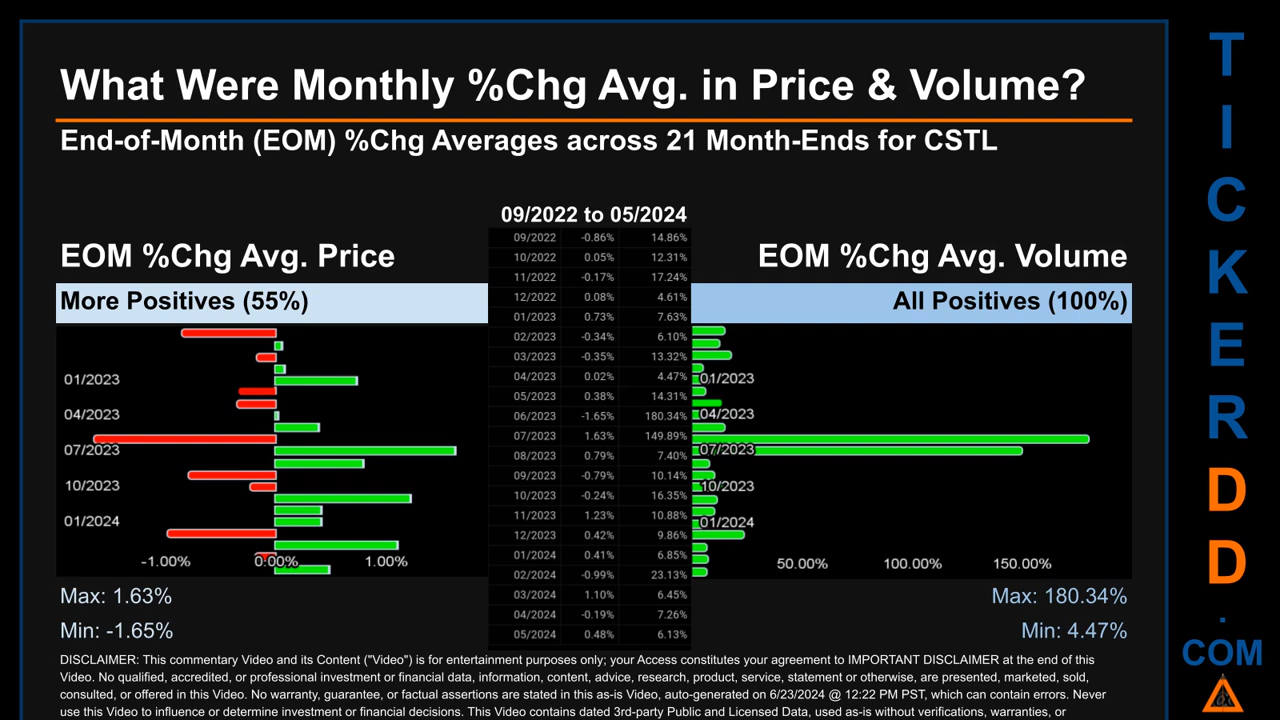 What Were Monthly %Chg Avg. in Price & Volume?
End-of-Month (EOM) %Chg Averages across 21 Month-Ends for CSTL
09/2022 to 05/2024
EOM %Chg Avg. Price
EOM %Chg Avg. Volume
More Positives (55%)
All Positives (100%)
09/2022 -0.86% 14.86%
10/2022 0.05% 12.31%
11/2022 -0.17% 17.24%
12/2022 0.08% 4.61%
01/2023 0.73% 7.63%
02/2023 -0.34% 6.10%
03/2023 -0.35% 13.32%
04/2023 0.02% 4.47%
05/2023 0.38% 14.31%
06/2023 -1.65% 180.34%
07/2023 1.63% 149.89%
08/2023 0.79% 7.40%
09/2023 -0.79% 10.14%
10/2023 -0.24% 16.35%
11/2023 1.23% 10.88%
12/2023 0.42% 9.86%
01/2024 0.41% 6.85%
02/2024 -0.99% 23.13%
03/2024 1.10% 6.45%
04/2024 -0.19% 7.26%
05/2024 0.48% 6.13%
01/2023
04/2023
07/2023
10/2023
01/2024
-1.00% 0.00% 1.00%
01/2023
04/2023
07/2023
10/2023
01/2024
50.00% 100.00% 150.00%
Max: 1.63%
Min: -1.65%
Max: 180.34%
Min: 4.47%
DISCLAIMER: This commentary Video and its Content ("Video") is for entertainment purposes only; your Access constitutes your agreement to IMPORTANT DISCLAIMER at the end of this
Video. No qualified, accredited, or professional investment or financial data, information, content, advice, research, product, service, statement or otherwise, are presented, marketed, sold,
consulted, or offered in this Video. No warranty, guarantee, or factual assertions are stated in this as-is Video, auto-generated on 6/23/2024 @ 12:22 PM PST, which can contain errors. Never
use this Video to influence or determine investment or financial decisions. This Video contains dated 3rd-party Public and Licensed Data, used as-is without verifications, warranties, or
T
I
C
K
E
R
D
D
.
COM